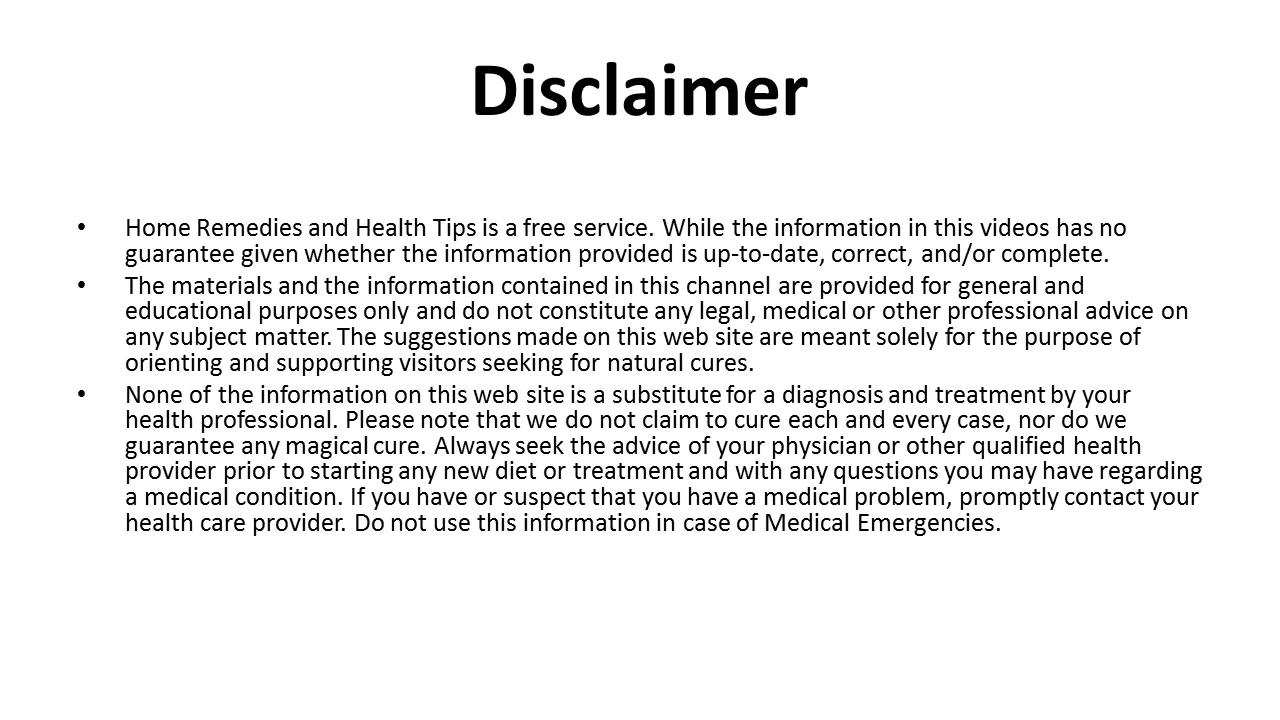 Disclaimer
• Home Remedies and Health Tips is a free service. While the information in this videos has no
guarantee given whether the information provided is up-to-date, correct, and/or complete.
• The materials and the information contained in this channel are provided for general and
educational purposes only and do not constitute any legal, medical or other professional advice on
any subject matter. The suggestions made on this web site are meant solely for the purpose of
orienting and supporting visitors seeking for natural cures.
• None of the information on this web site is a substitute for a diagnosis and treatment by your
health professional. Please note that we do not claim to cure each and every case, nor do we
guarantee any magical cure. Always seek the advice of your physician or other qualified health
provider prior to starting any new diet or treatment and with any questions you may have regarding
a medical condition. If you have or suspect that you have a medical problem, promptly contact your
health care provider. Do not use this information in case of Medical Emergencies.